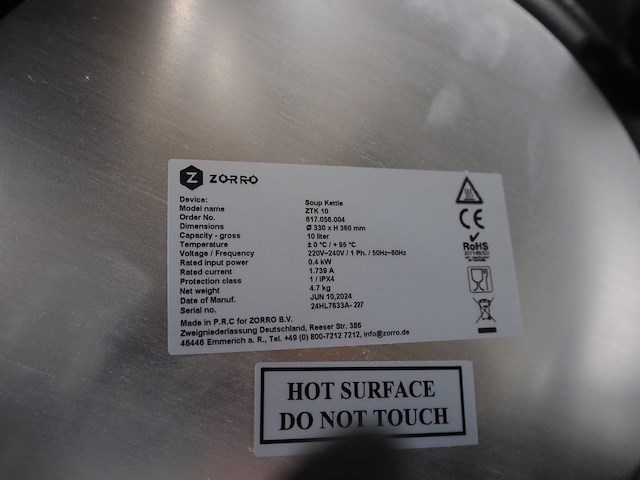 Z ZORRO
Device: Soup Kettle
Model name ZTK 10
Order No. 617.056.004
Dimensions Ø 330 x H 360 mm
Capacity - gross 10 liter
Temperature ± 0 °C / + 95 °C
Voltage / Frequency 220V~240V / 1 Ph. / 50Hz~60Hz
Rated input power 0.4 kW
Rated current 1.739 A
Protection class 1 / IPX4
Net weight 4.7 kg
Date of Manuf. JUN 10,2024
Serial no. 24HL7633A- 227
Made in P.R.C for ZORRO B.V.
Zweigniederlassung Deutschland, Reeser Str. 386
46446 Emmerich a. R., Tel. +49 (0) 800-7212 7212, info@zorro.de
CE
RoHS
HOT SURFACE
DO NOT TOUCH